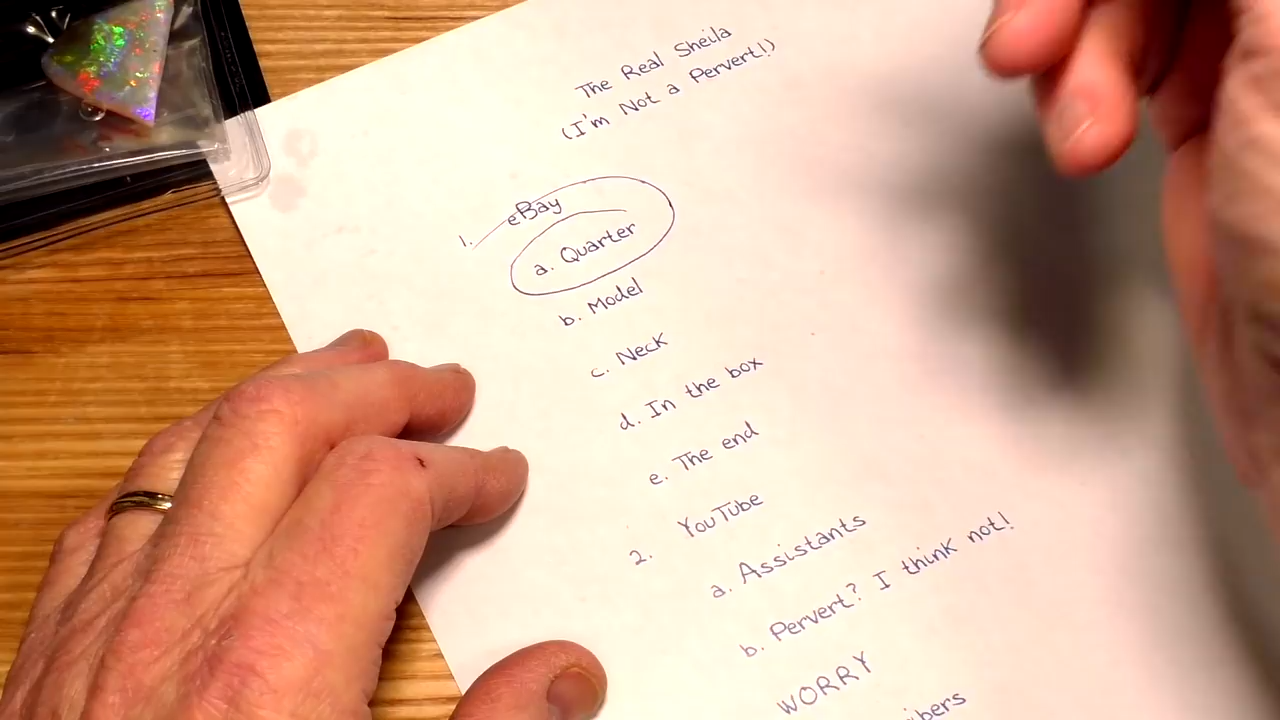 The Real Sheila
(I'm Not a Pervert!)
1. eBay
a. Quarter
b. Model
c. Neck
d. In the box
e. The end
2. YouTube
a. Assistants
b. Pervert? I think not!
WORRY